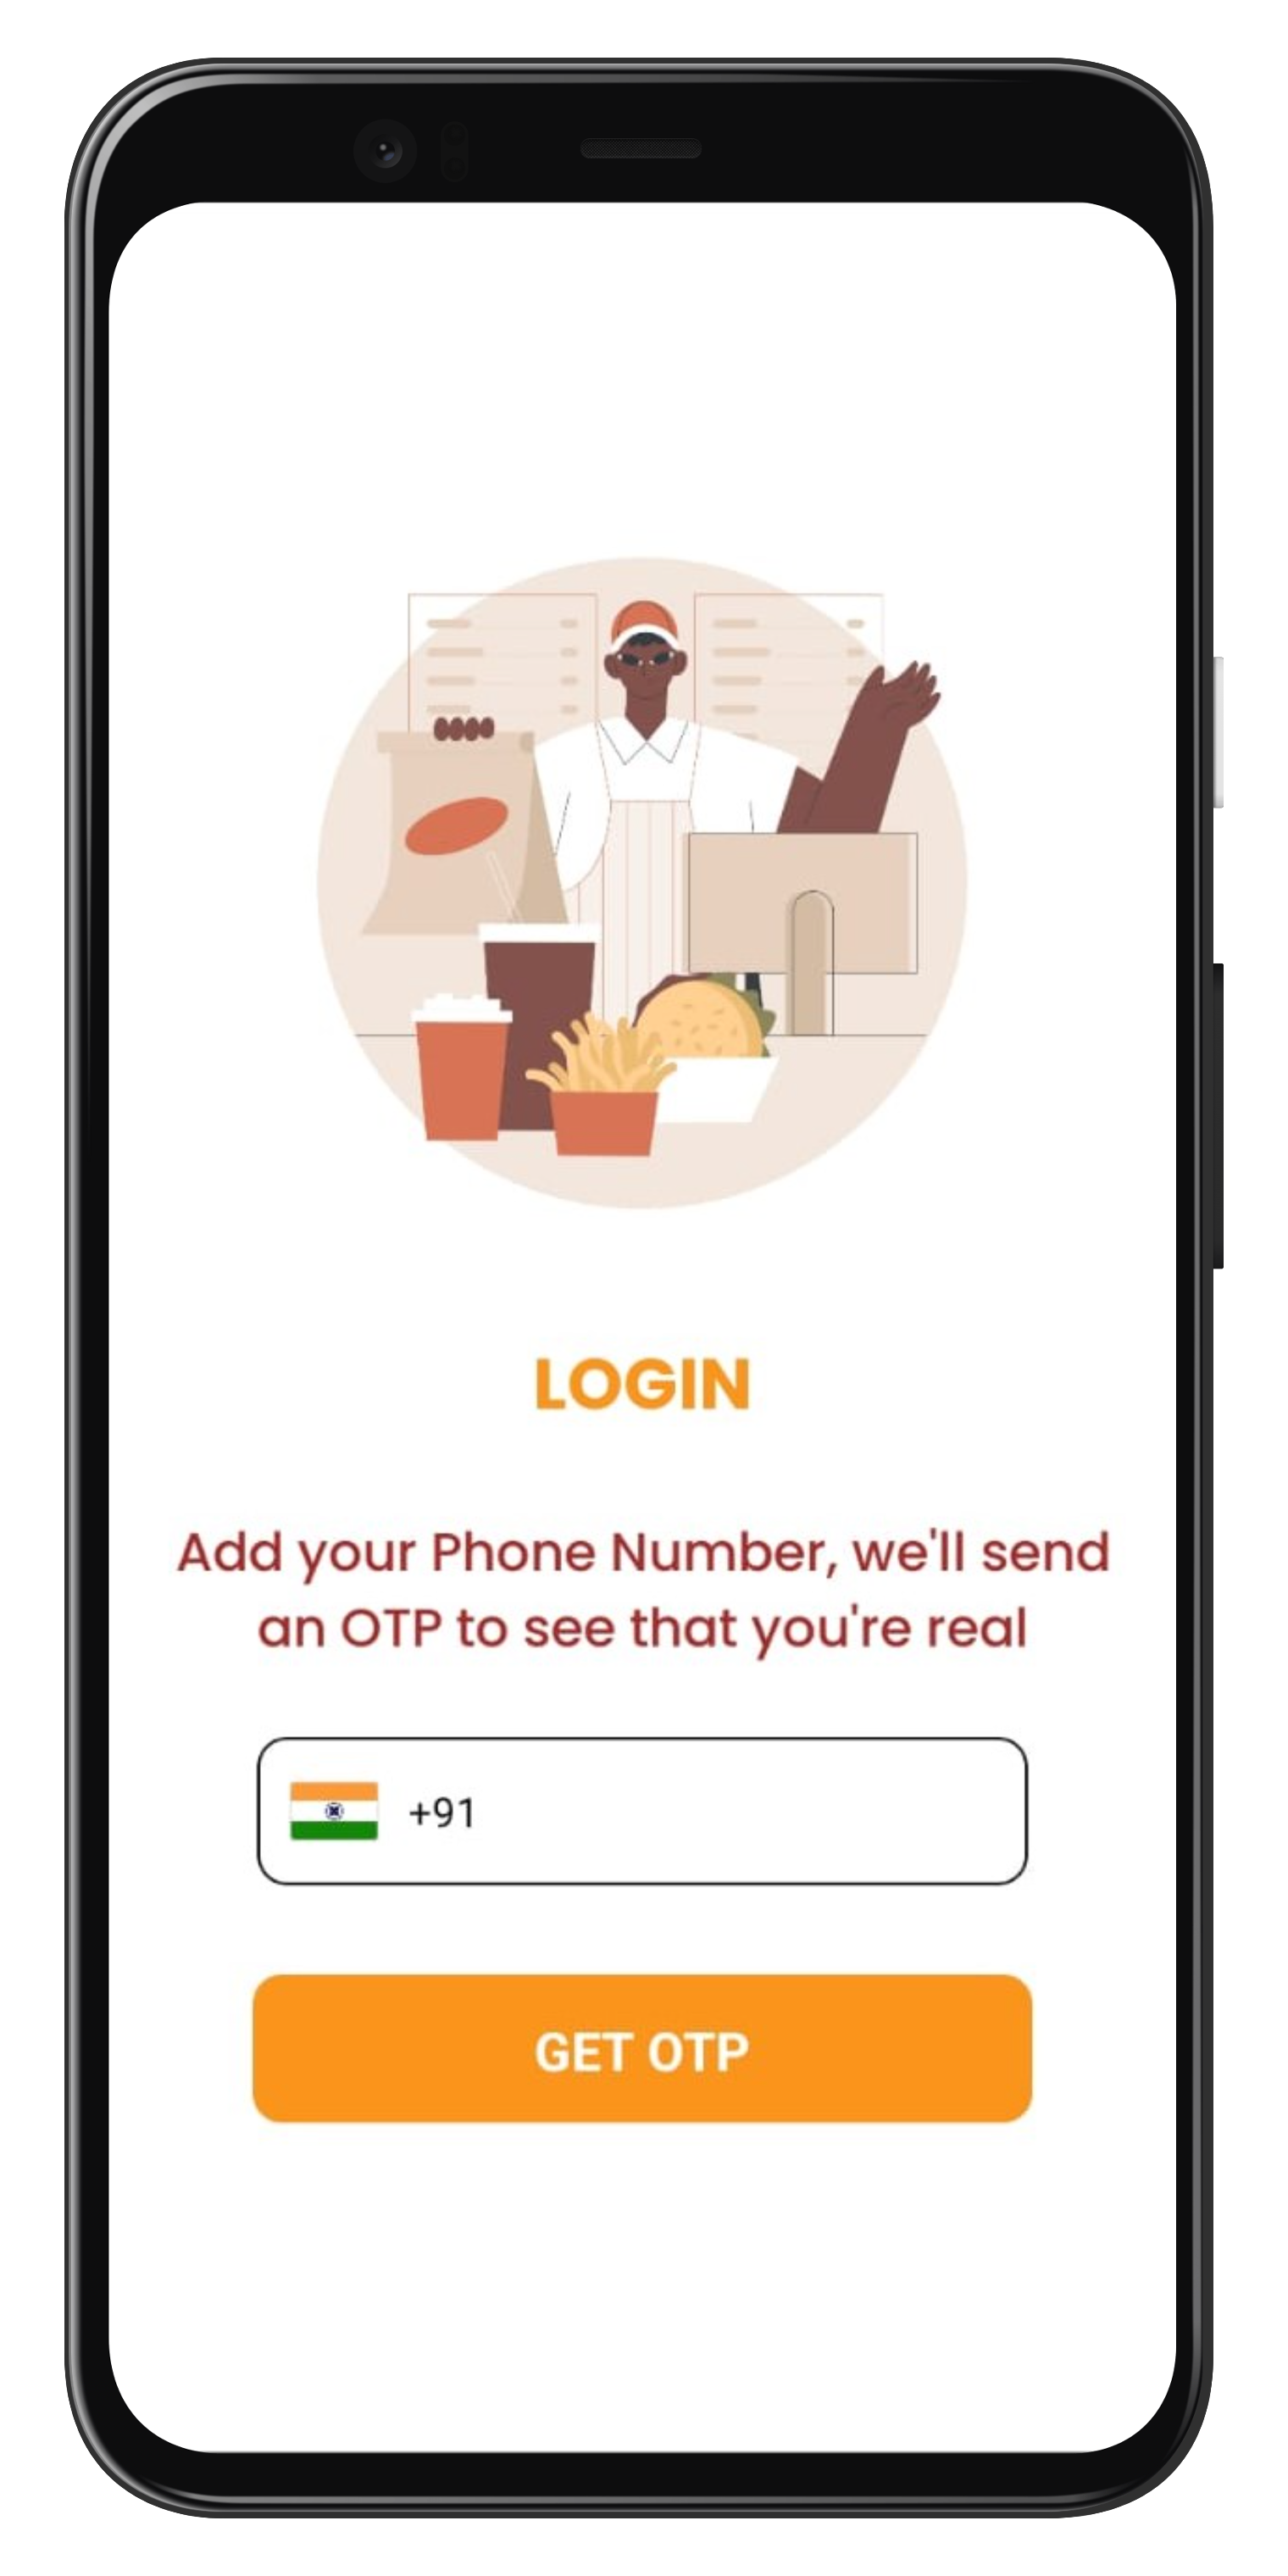 LOGIN
Add your Phone Number, we'll send
an OTP to see that you're real
+91
GET OTP